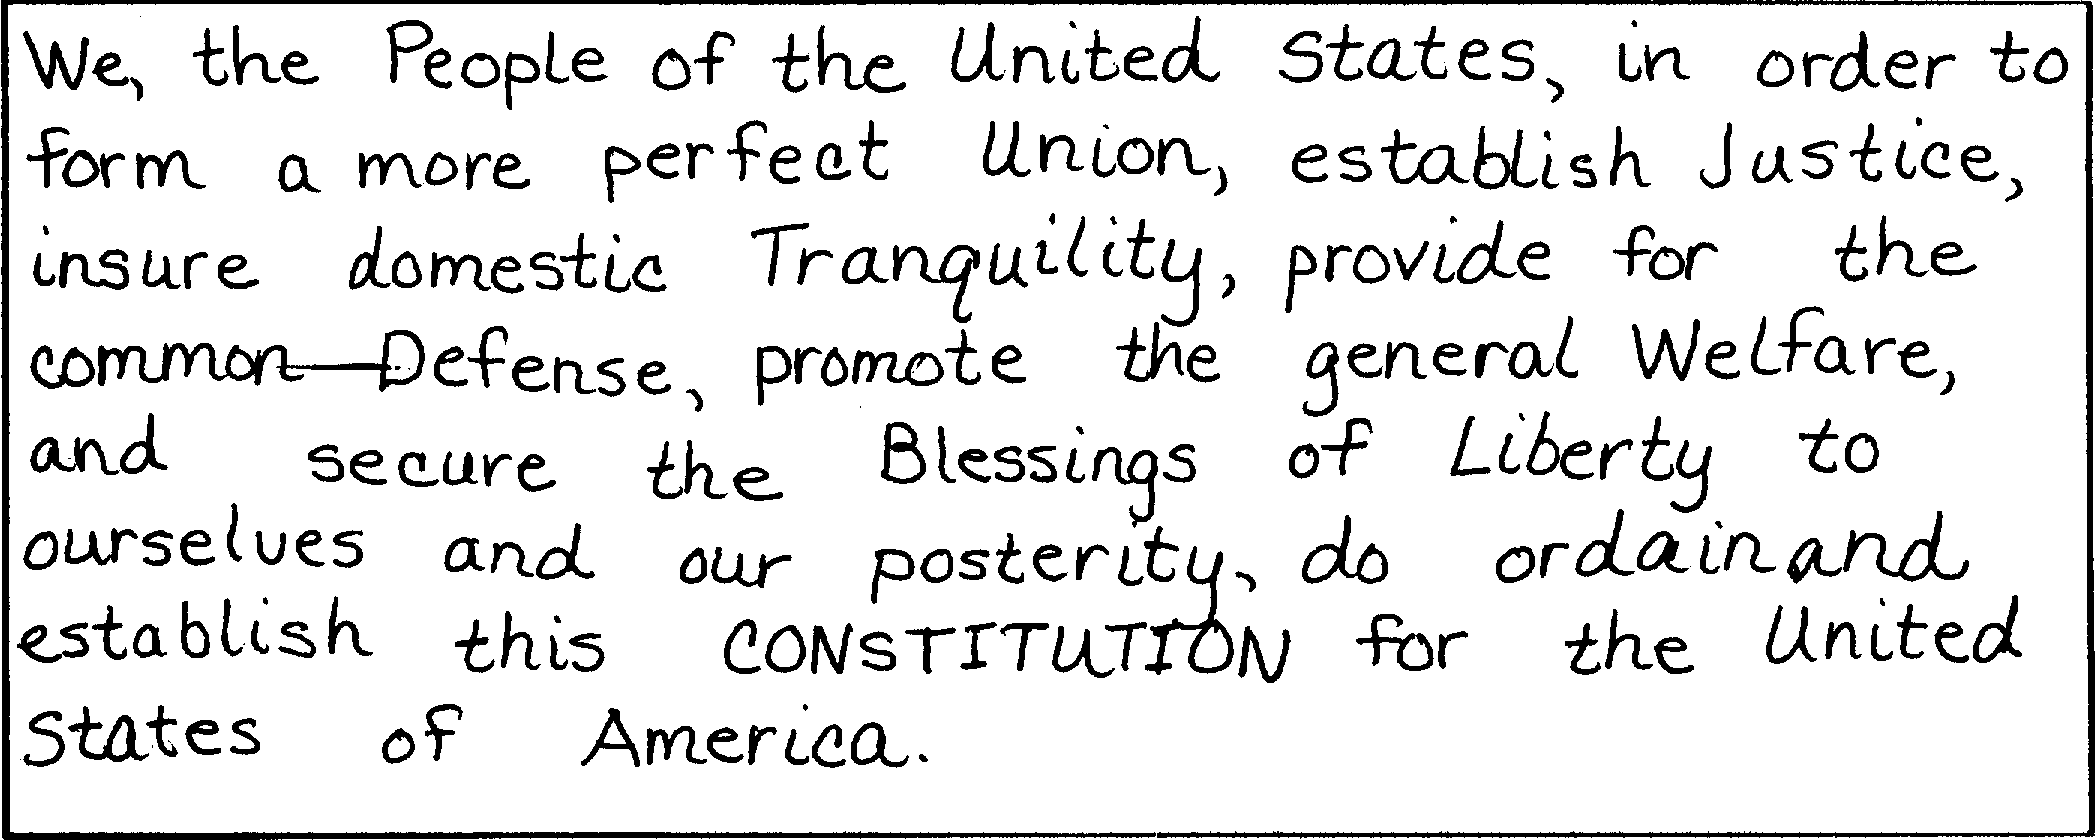 We, the People of the United States, in order to
form a more perfect Union, establish Justice,
insure domestic Tranquility, provide for the
common Defense, promote the general Welfare,
and secure the Blessings of Liberty to
ourselves and our posterity, do ordain and
establish this CONSTITUTION for the United
States of America.